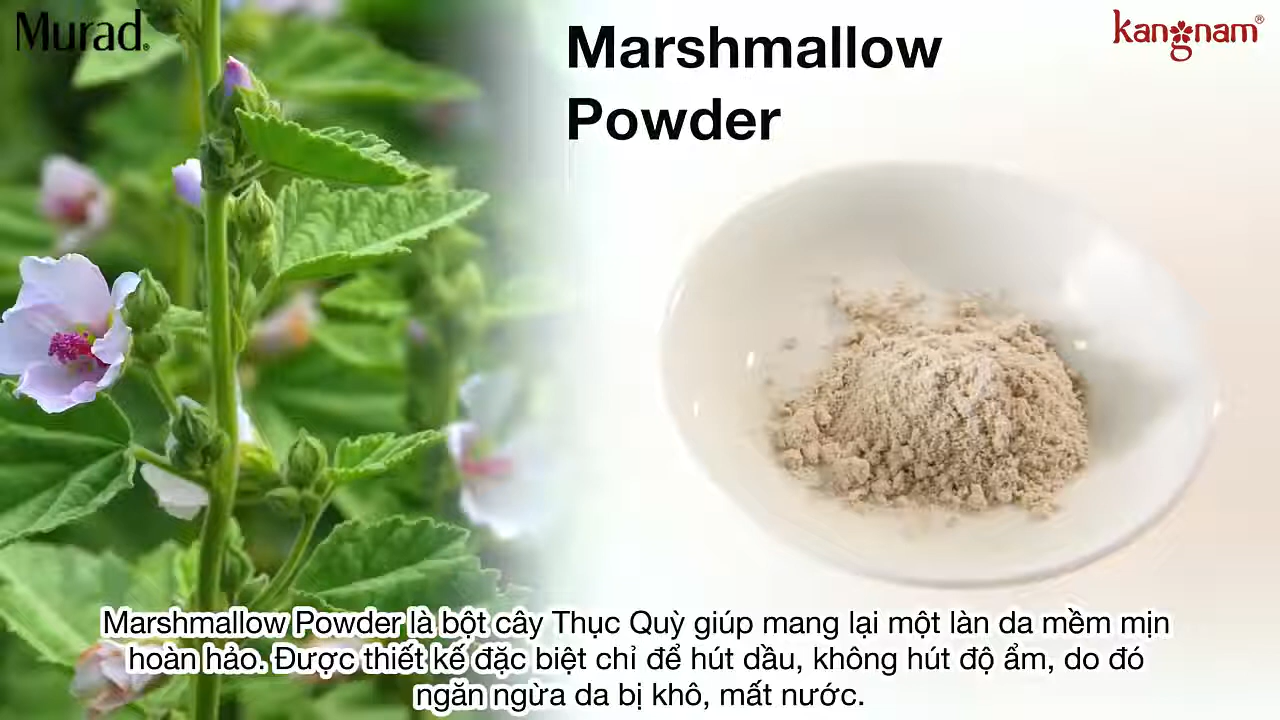 Murad.
kangnam®
Marshmallow
Powder
Marshmallow Powder là bột cây Thục Quỳ giúp mang lại một làn da mềm mịn
hoàn hảo. Được thiết kế đặc biệt chỉ để hút dầu, không hút độ ẩm, do đó
ngăn ngừa da bị khô, mất nước.